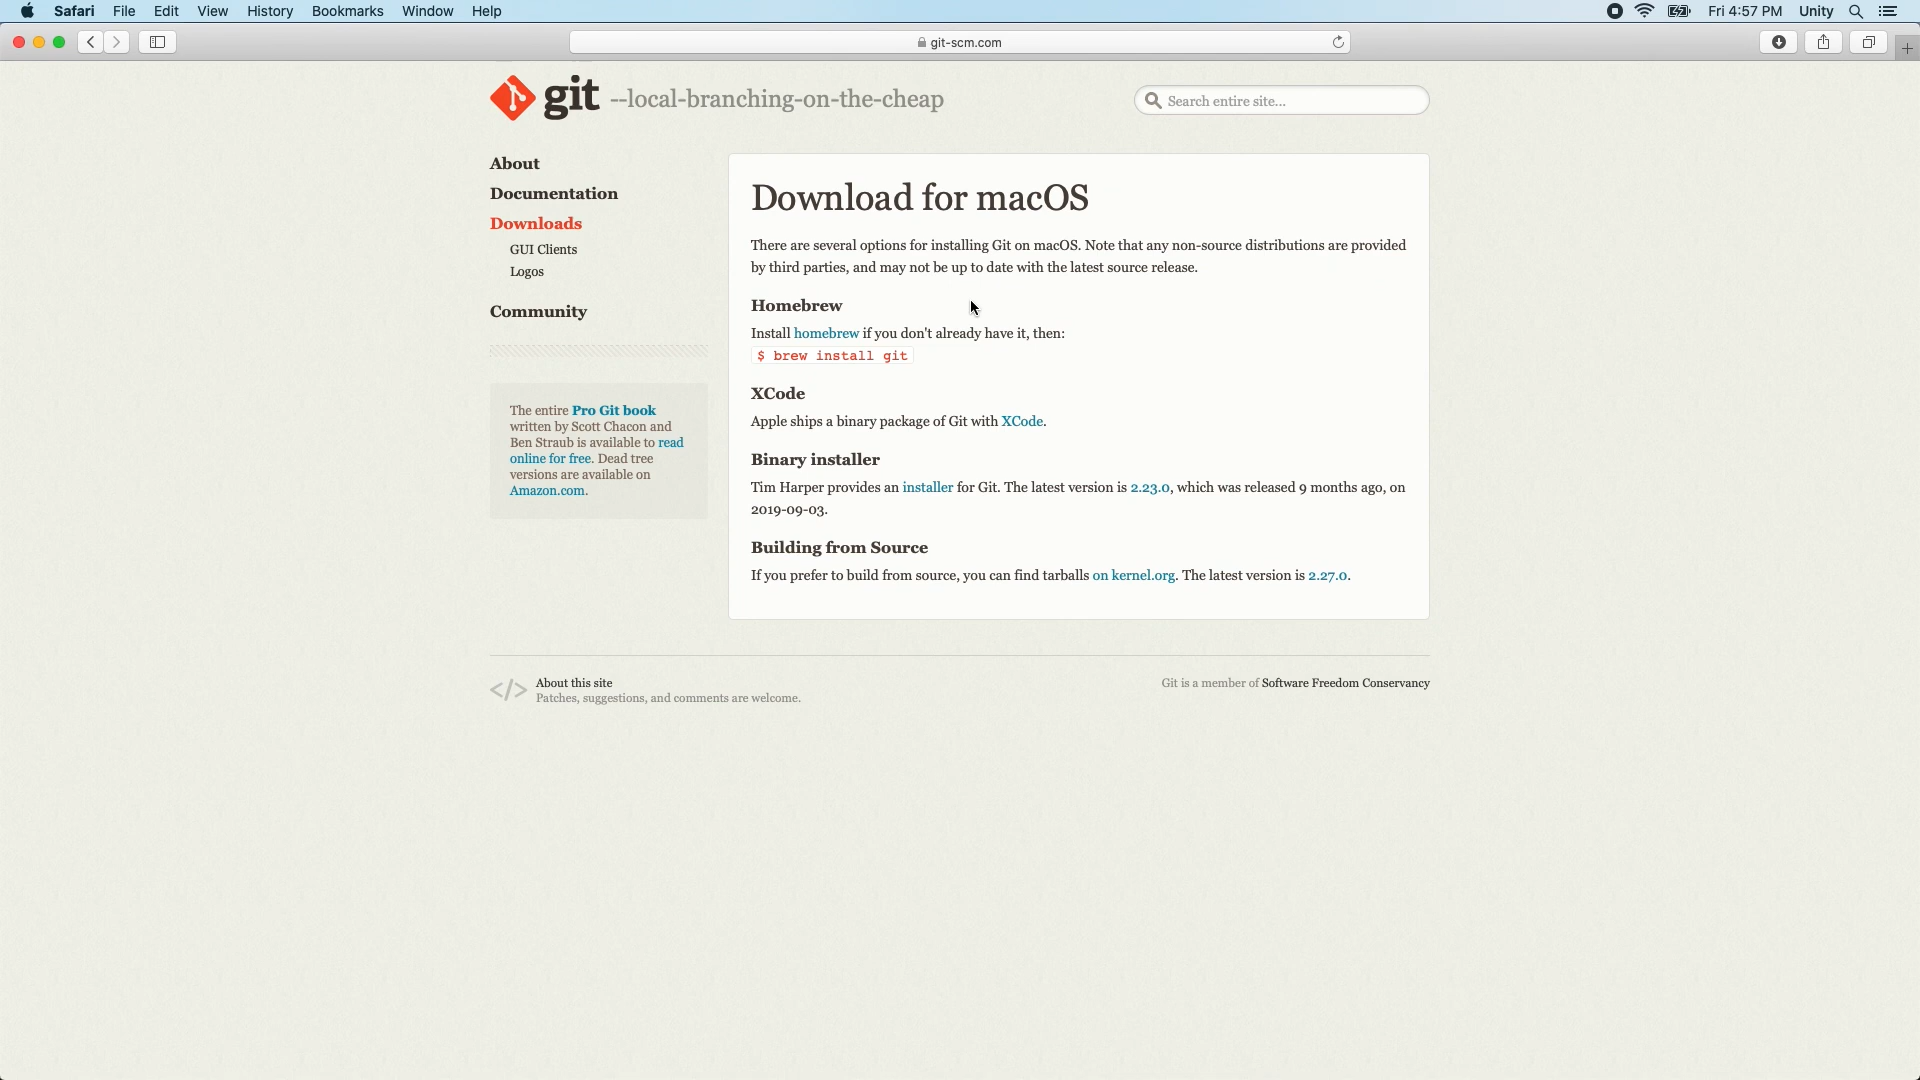 Safari File Edit View History Bookmarks Window Help Fri 4:57 PM Unity
git-scm.com
git --local-branching-on-the-cheap
Search entire site...
About
Documentation
Downloads
GUI Clients
Logos
Community
The entire Pro Git book
written by Scott Chacon and
Ben Straub is available to read
online for free. Dead tree
versions are available on
Amazon.com.
Download for macOS
There are several options for installing Git on macOS. Note that any non-source distributions are provided
by third parties, and may not be up to date with the latest source release.
Homebrew
Install homebrew if you don't already have it, then:
$ brew install git
XCode
Apple ships a binary package of Git with XCode.
Binary installer
Tim Harper provides an installer for Git. The latest version is 2.23.0, which was released 9 months ago, on
2019-09-03.
Building from Source
If you prefer to build from source, you can find tarballs on kernel.org. The latest version is 2.27.0.
</> About this site
Patches, suggestions, and comments are welcome.
Git is a member of Software Freedom Conservancy